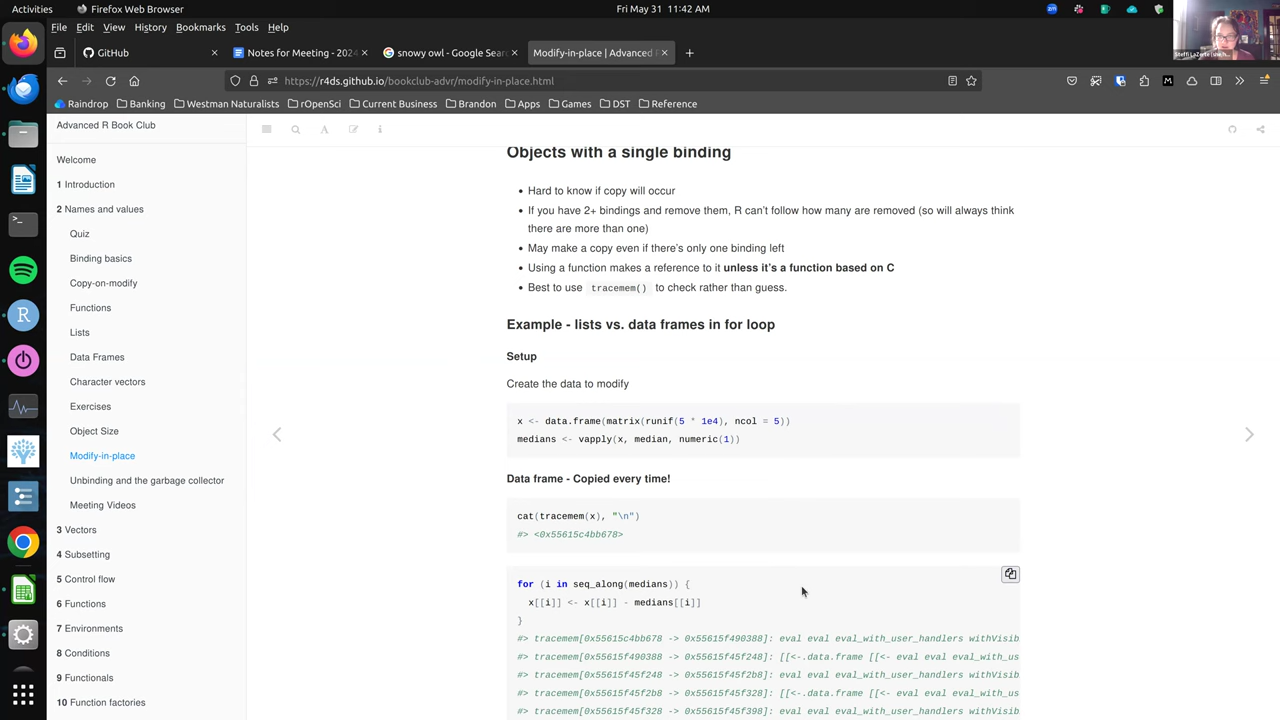 Activities
Firefox Web Browser
Fri May 31 11:42 AM
File Edit View History Bookmarks Tools Help
GitHub
Notes for Meeting - 2024
snowy owl - Google Sear
Modify-in-place | Advanced
https://r4ds.github.io/bookclub-advr/modify-in-place.html
Raindrop Banking Westman Naturalists rOpenSci Current Business Brandon Apps Games DST Reference
Advanced R Book Club
Welcome
1 Introduction
2 Names and values
Quiz
Binding basics
Copy-on-modify
Functions
Lists
Data Frames
Character vectors
Exercises
Object Size
Modify-in-place
Unbinding and the garbage collector
Meeting Videos
3 Vectors
4 Subsetting
5 Control flow
6 Functions
7 Environments
8 Conditions
9 Functionals
10 Function factories
Objects with a single binding
• Hard to know if copy will occur
• If you have 2+ bindings and remove them, R can't follow how many are removed (so will always think
there are more than one)
• May make a copy even if there's only one binding left
• Using a function makes a reference to it unless it's a function based on C
• Best to use tracemem() to check rather than guess.
Example - lists vs. data frames in for loop
Setup
Create the data to modify
x <- data.frame(matrix(runif(5 * 1e4), ncol = 5))
medians <- vapply(x, median, numeric(1))
Data frame - Copied every time!
cat(tracemem(x), "\n")
#> <0x55615c4bb678>
for (i in seq_along(medians)) {
x[[i]] <- x[[i]] - medians[[i]]
}
#> tracemem[0x55615c4bb678 -> 0x55615f490388]: eval eval eval_with_user_handlers withVisib
#> tracemem[0x55615f490388 -> 0x55615f45f248]: [[<-.data.frame [[<- eval eval eval_with_us
#> tracemem[0x55615f45f248 -> 0x55615f45f2b8]: eval eval eval_with_user_handlers withVisib
#> tracemem[0x55615f45f2b8 -> 0x55615f45f328]: [[<-.data.frame [[<- eval eval eval_with_us
#> tracemem[0x55615f45f328 -> 0x55615f45f398]: eval eval eval_with_user_handlers withVisib